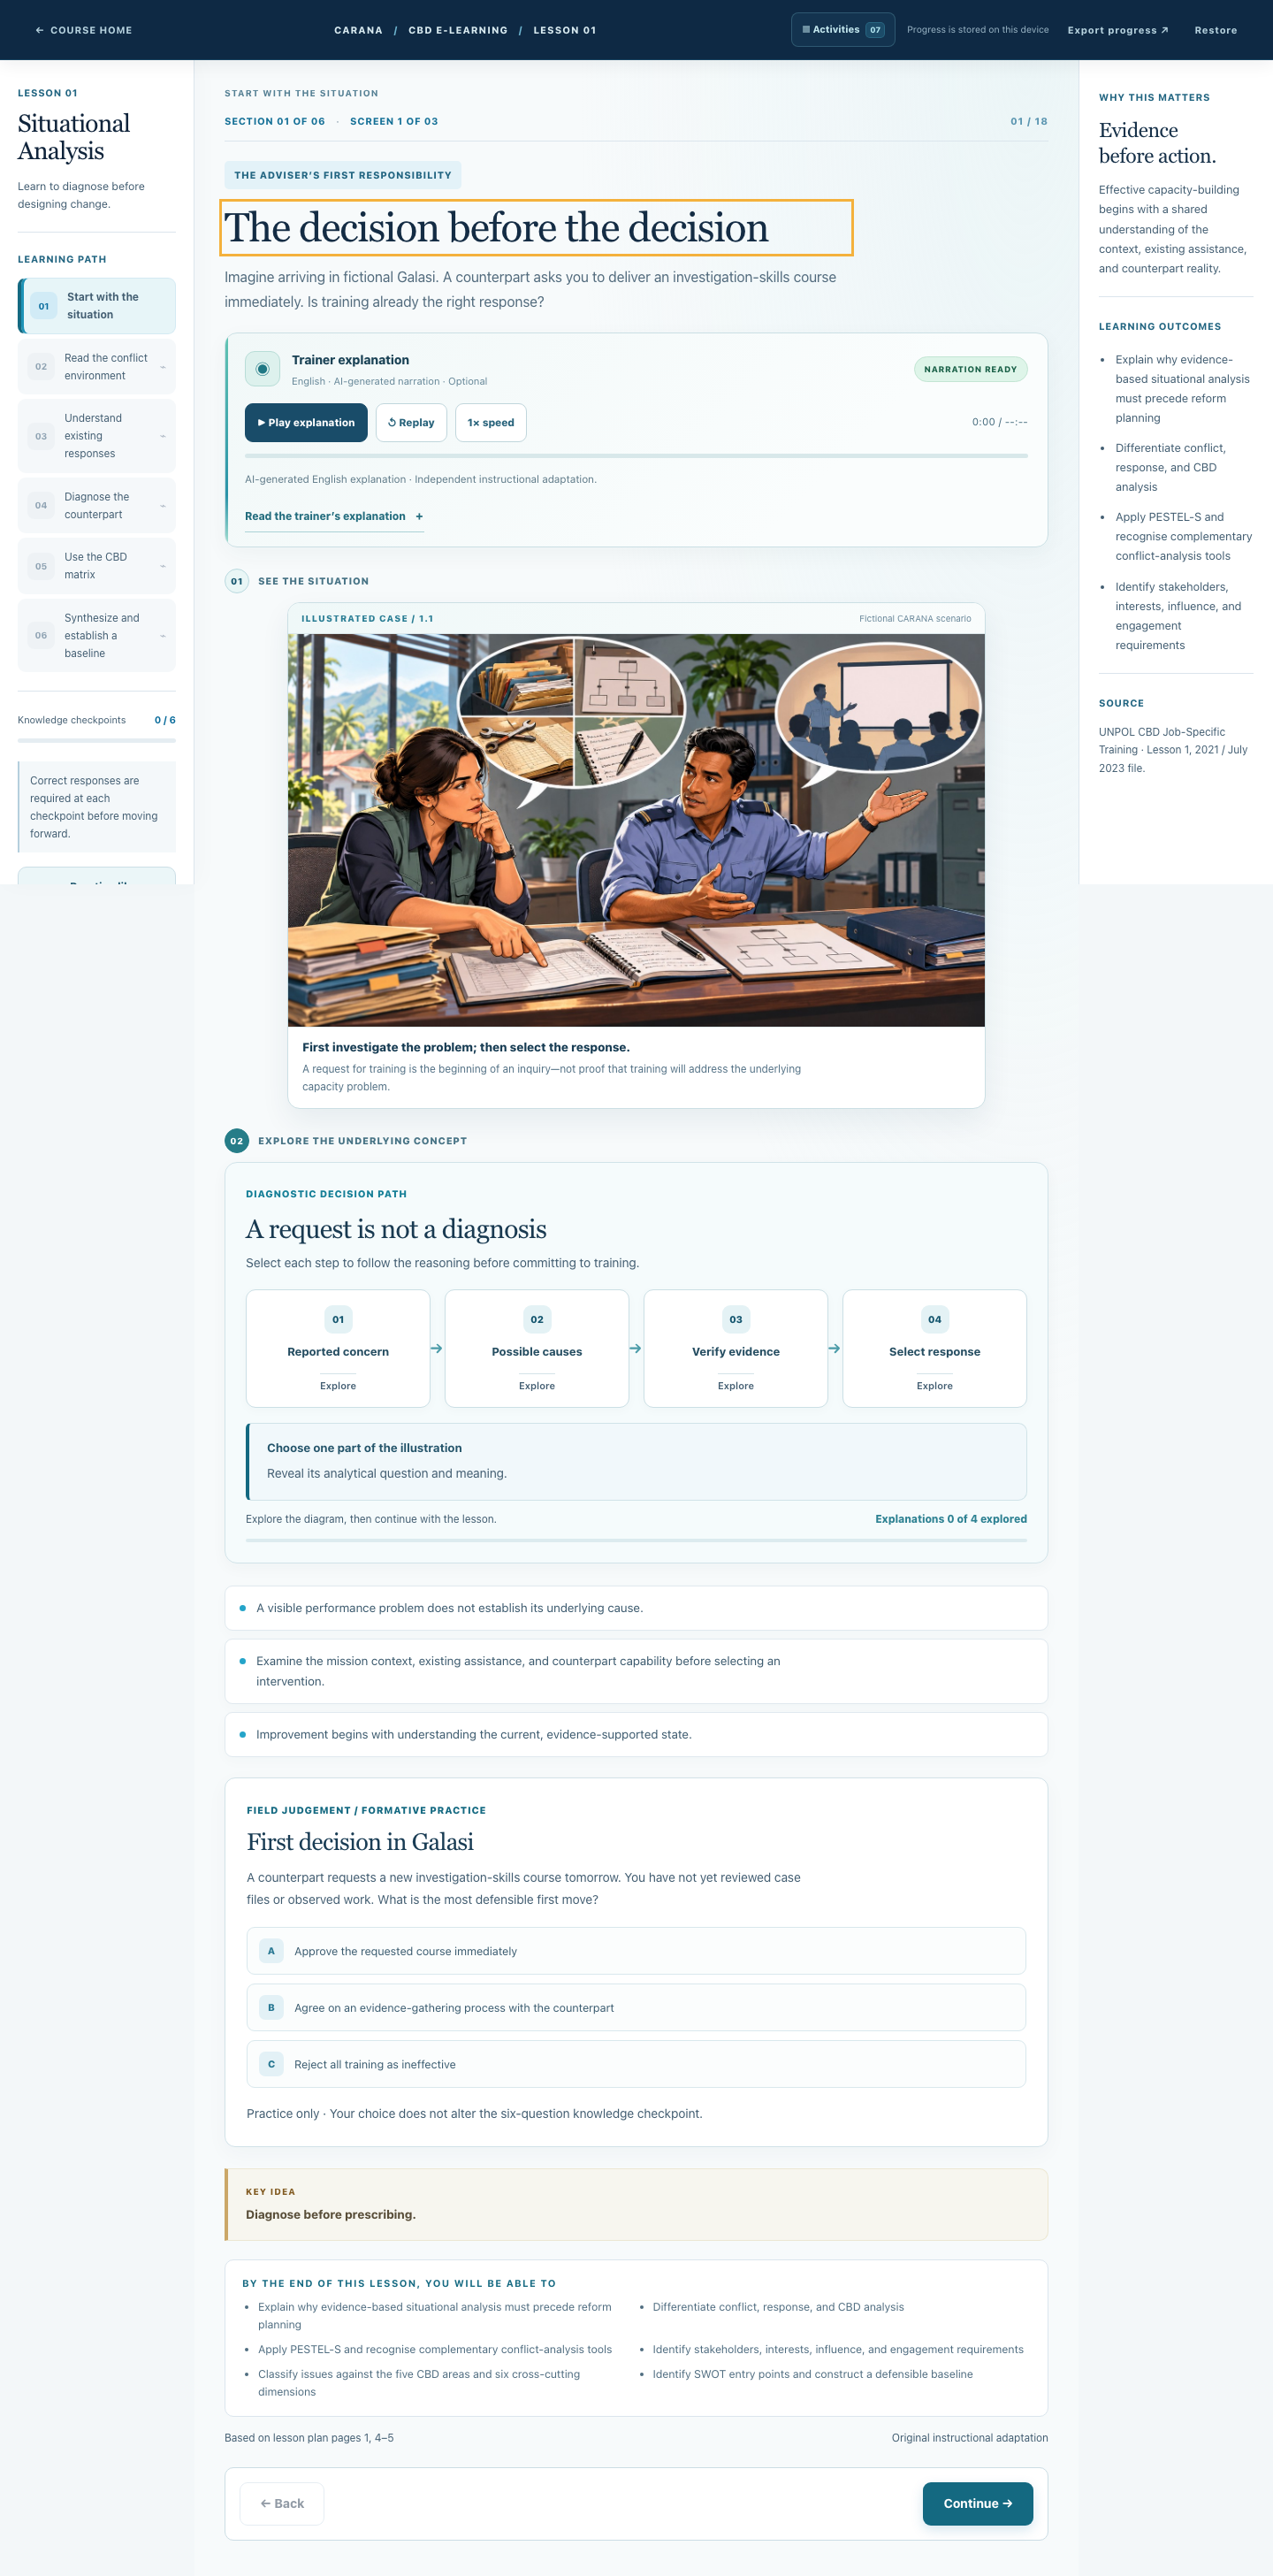 ← COURSE HOME
CARANA / CBD E-LEARNING / LESSON 01
Activities 07
Progress is stored on this device
Export progress ↗
Restore
LESSON 01
Situational
Analysis
Learn to diagnose before
designing change.
LEARNING PATH
01 Start with the
situation
02 Read the conflict
environment
03 Understand
existing
responses
04 Diagnose the
counterpart
05 Use the CBD
matrix
06 Synthesize and
establish a
baseline
Knowledge checkpoints 0 / 6
Correct responses are
required at each
checkpoint before moving
forward.
START WITH THE SITUATION
SECTION 01 OF 06 · SCREEN 1 OF 03
01 / 18
THE ADVISER'S FIRST RESPONSIBILITY
The decision before the decision
Imagine arriving in fictional Galasi. A counterpart asks you to deliver an investigation-skills course
immediately. Is training already the right response?
Trainer explanation
English · AI-generated narration · Optional
NARRATION READY
▶ Play explanation
↺ Replay
1× speed
0:00 / --:--
AI-generated English explanation · Independent instructional adaptation.
Read the trainer's explanation +
01 SEE THE SITUATION
ILLUSTRATED CASE / 1.1
Fictional CARANA scenario
First investigate the problem; then select the response.
A request for training is the beginning of an inquiry—not proof that training will address the underlying
capacity problem.
02 EXPLORE THE UNDERLYING CONCEPT
DIAGNOSTIC DECISION PATH
A request is not a diagnosis
Select each step to follow the reasoning before committing to training.
01
Reported concern
Explore
→
02
Possible causes
Explore
→
03
Verify evidence
Explore
→
04
Select response
Explore
Choose one part of the illustration
Reveal its analytical question and meaning.
Explore the diagram, then continue with the lesson.
Explanations 0 of 4 explored
A visible performance problem does not establish its underlying cause.
Examine the mission context, existing assistance, and counterpart capability before selecting an
intervention.
Improvement begins with understanding the current, evidence-supported state.
FIELD JUDGEMENT / FORMATIVE PRACTICE
First decision in Galasi
A counterpart requests a new investigation-skills course tomorrow. You have not yet reviewed case
files or observed work. What is the most defensible first move?
A Approve the requested course immediately
B Agree on an evidence-gathering process with the counterpart
C Reject all training as ineffective
Practice only · Your choice does not alter the six-question knowledge checkpoint.
KEY IDEA
Diagnose before prescribing.
BY THE END OF THIS LESSON, YOU WILL BE ABLE TO
• Explain why evidence-based situational analysis must precede reform
planning
• Differentiate conflict, response, and CBD analysis
• Apply PESTEL-S and recognise complementary conflict-analysis tools
• Identify stakeholders, interests, influence, and engagement requirements
• Classify issues against the five CBD areas and six cross-cutting
dimensions
• Identify SWOT entry points and construct a defensible baseline
Based on lesson plan pages 1, 4–5
Original instructional adaptation
← Back
Continue →
WHY THIS MATTERS
Evidence
before action.
Effective capacity-building
begins with a shared
understanding of the
context, existing assistance,
and counterpart reality.
LEARNING OUTCOMES
• Explain why evidence-
based situational analysis
must precede reform
planning
• Differentiate conflict,
response, and CBD
analysis
• Apply PESTEL-S and
recognise complementary
conflict-analysis tools
• Identify stakeholders,
interests, influence, and
engagement
requirements
SOURCE
UNPOL CBD Job-Specific
Training · Lesson 1, 2021 / July
2023 file.